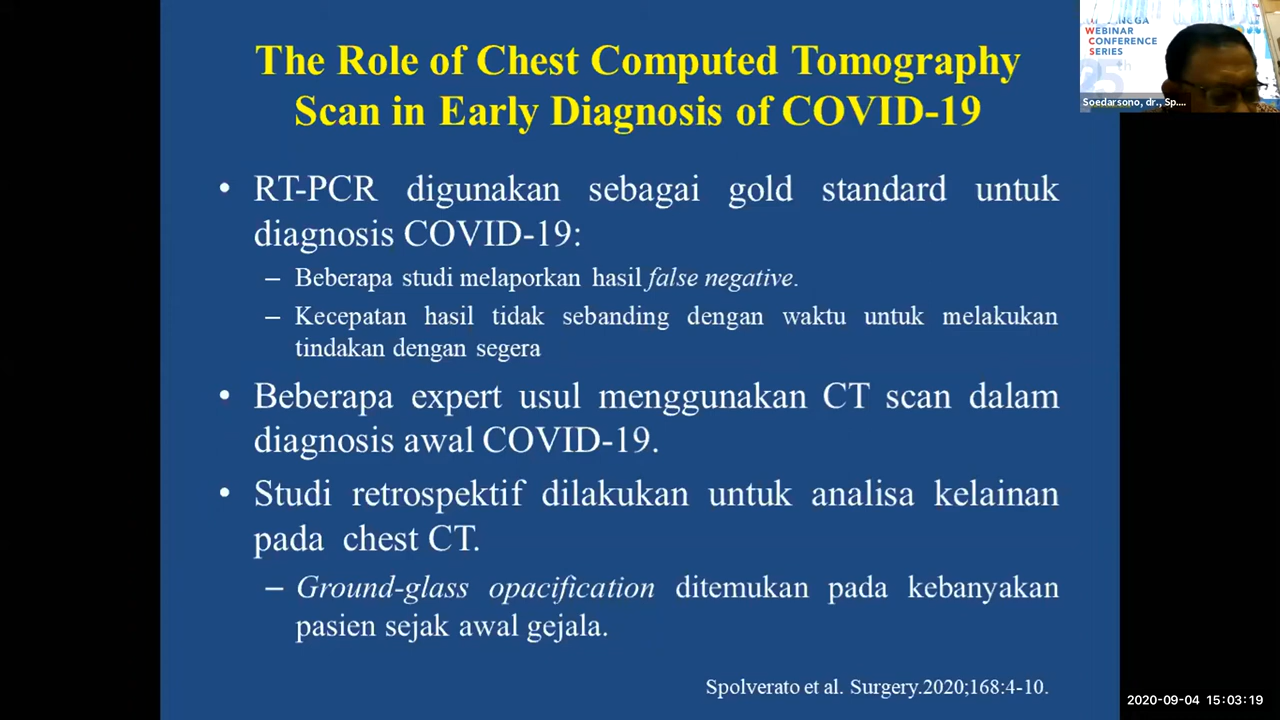 The Role of Chest Computed Tomography
Scan in Early Diagnosis of COVID-19
• RT-PCR digunakan sebagai gold standard untuk
diagnosis COVID-19:
– Beberapa studi melaporkan hasil false negative.
– Kecepatan hasil tidak sebanding dengan waktu untuk melakukan
tindakan dengan segera
• Beberapa expert usul menggunakan CT scan dalam
diagnosis awal COVID-19.
• Studi retrospektif dilakukan untuk analisa kelainan
pada chest CT.
– Ground-glass opacification ditemukan pada kebanyakan
pasien sejak awal gejala.
Spolverato et al. Surgery.2020;168:4-10.
WEBINAR
CONFERENCE
SERIES
Soedarsono, dr., Sp....
2020-09-04 15:03:19